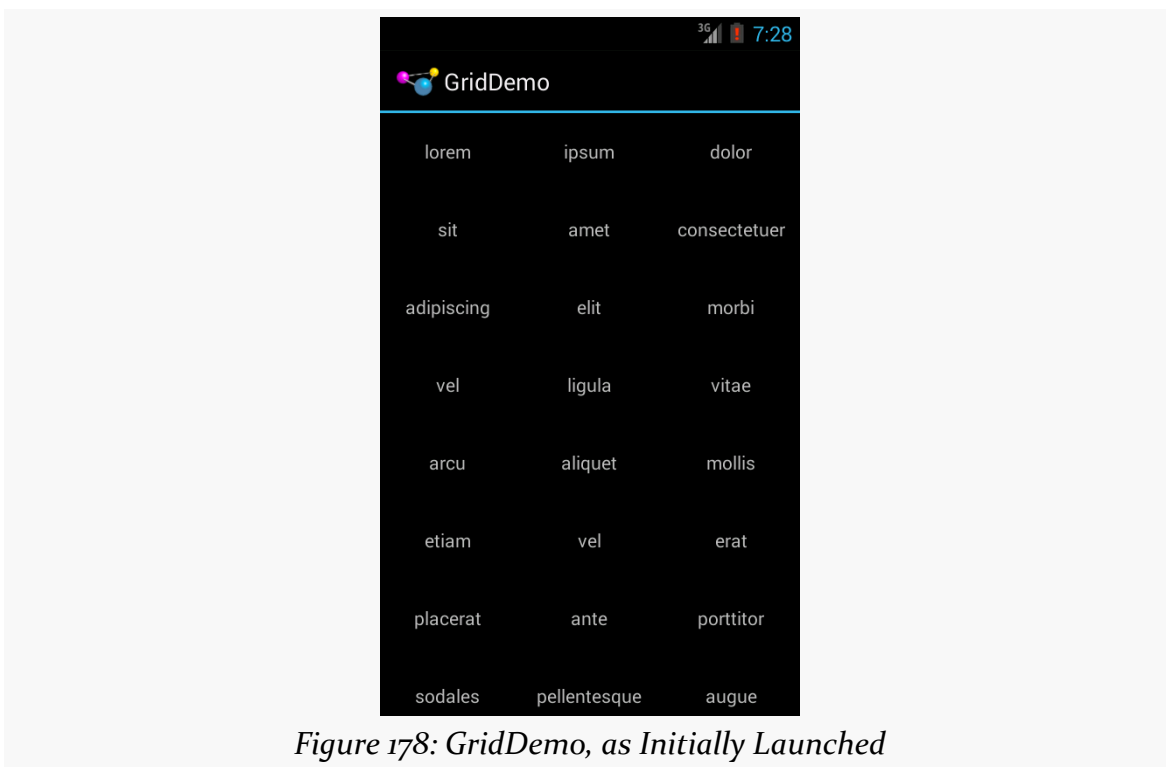 3G 7:28
GridDemo
lorem ipsum dolor
sit amet consectetuer
adipiscing elit morbi
vel ligula vitae
arcu aliquet mollis
etiam vel erat
placerat ante porttitor
sodales pellentesque augue
Figure 178: GridDemo, as Initially Launched